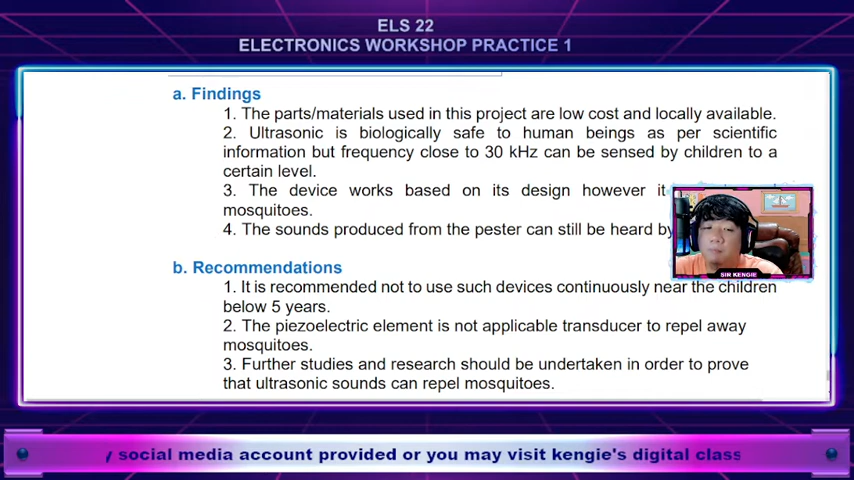 ELS 22
ELECTRONICS WORKSHOP PRACTICE 1
a. Findings
1. The parts/materials used in this project are low cost and locally available.
2. Ultrasonic is biologically safe to human beings as per scientific
information but frequency close to 30 kHz can be sensed by children to a
certain level.
3. The device works based on its design however it
mosquitoes.
4. The sounds produced from the pester can still be heard by
b. Recommendations
1. It is recommended not to use such devices continuously near the children
below 5 years.
2. The piezoelectric element is not applicable transducer to repel away
mosquitoes.
3. Further studies and research should be undertaken in order to prove
that ultrasonic sounds can repel mosquitoes.
SIR KENGIE
y social media account provided or you may visit kengie's digital class